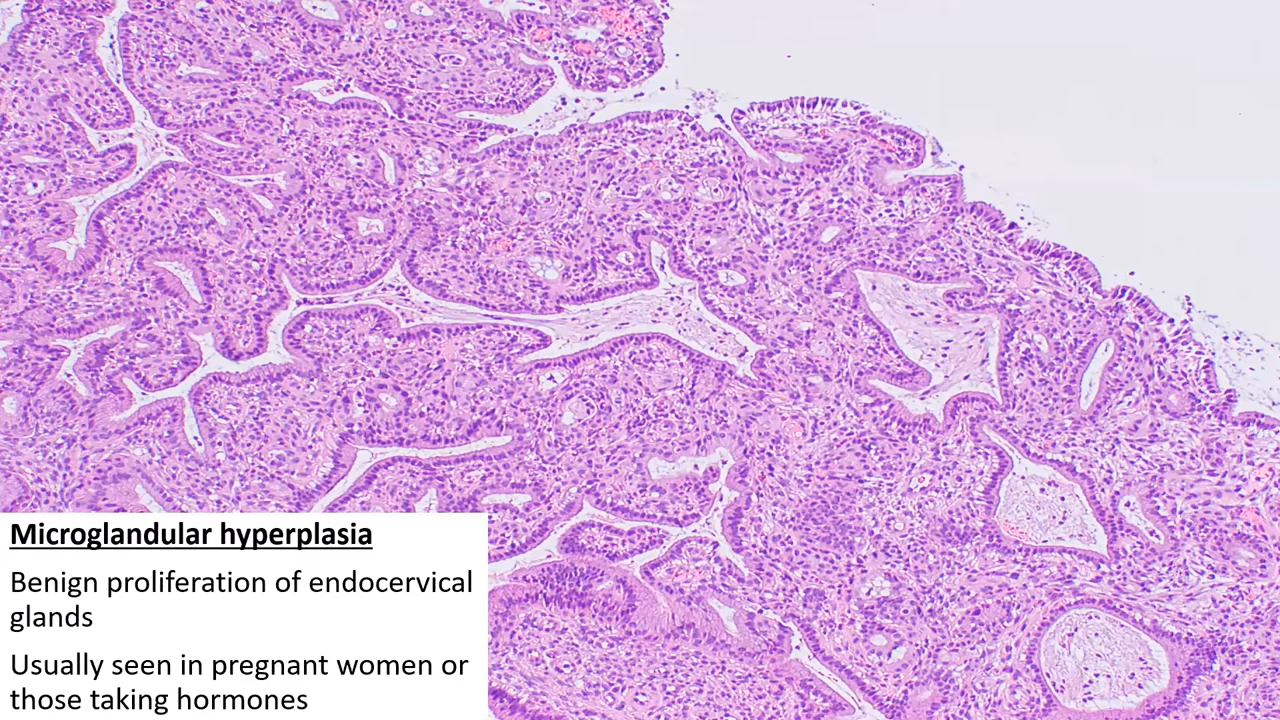 Microglandular hyperplasia
Benign proliferation of endocervical
glands
Usually seen in pregnant women or
those taking hormones